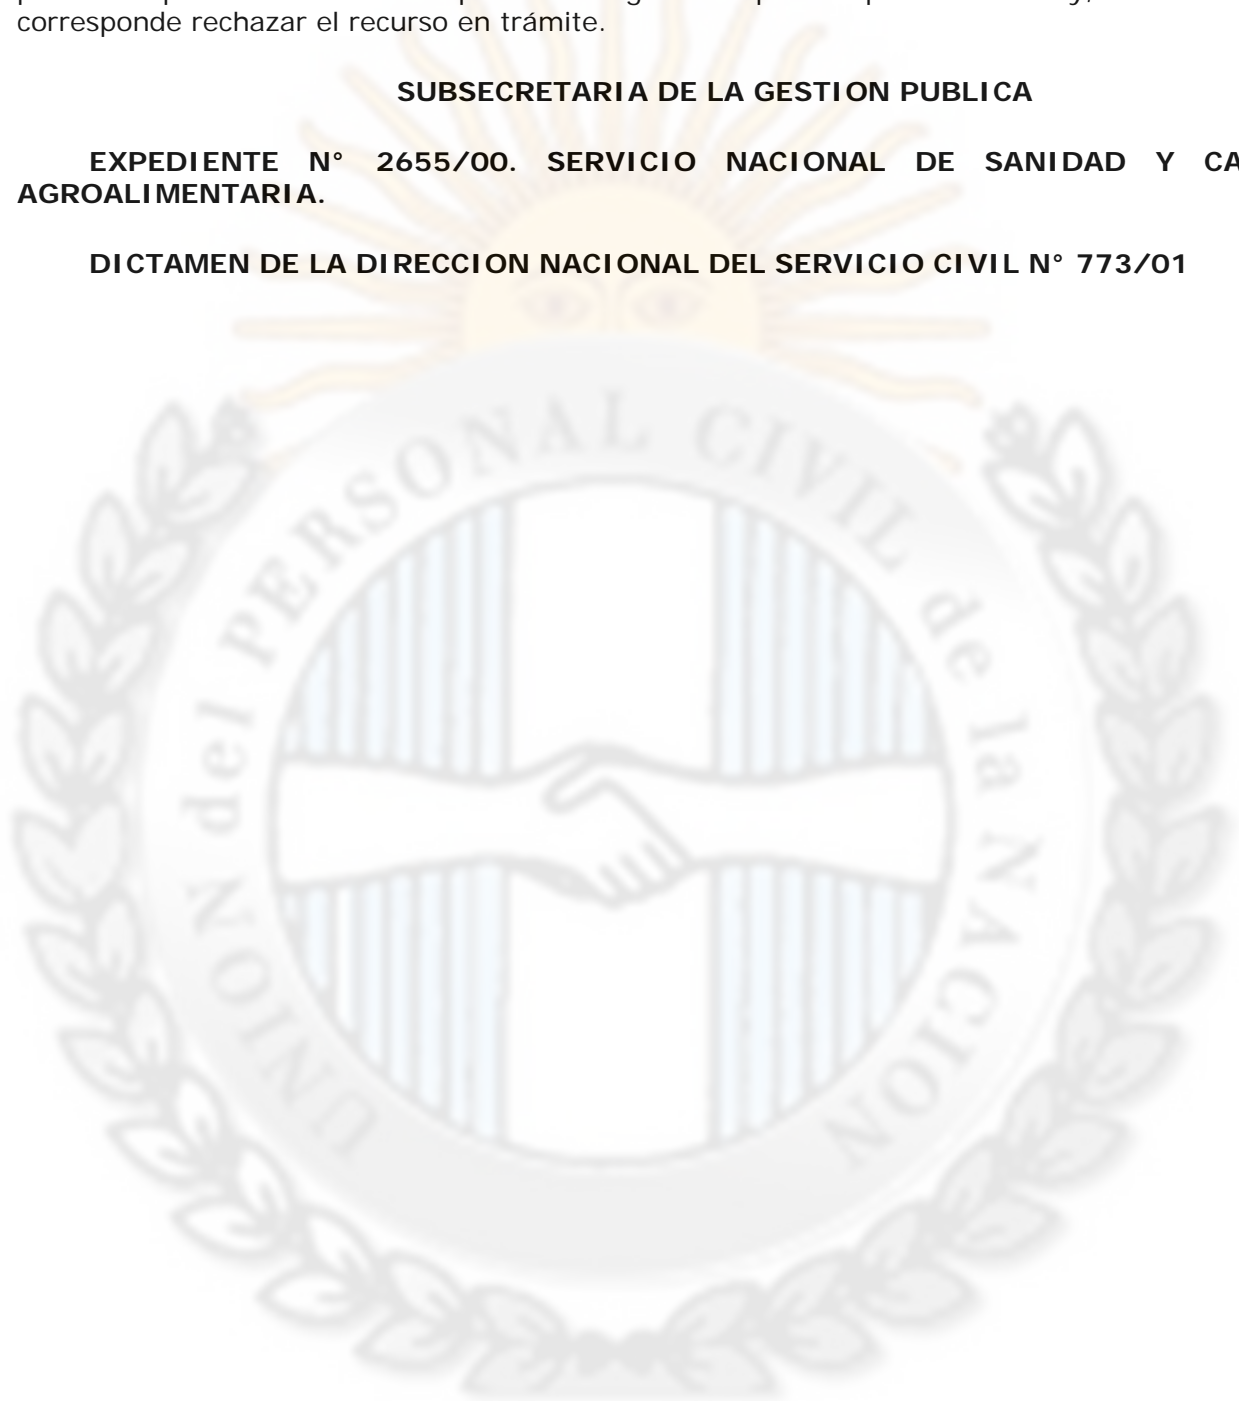 corresponde rechazar el recurso en trámite.
SUBSECRETARIA DE LA GESTION PUBLICA
EXPEDIENTE N° 2655/00. SERVICIO NACIONAL DE SANIDAD Y CA
AGROALIMENTARIA.
DICTAMEN DE LA DIRECCION NACIONAL DEL SERVICIO CIVIL N° 773/01
UNION del PERSONAL CIVIL de la NACION